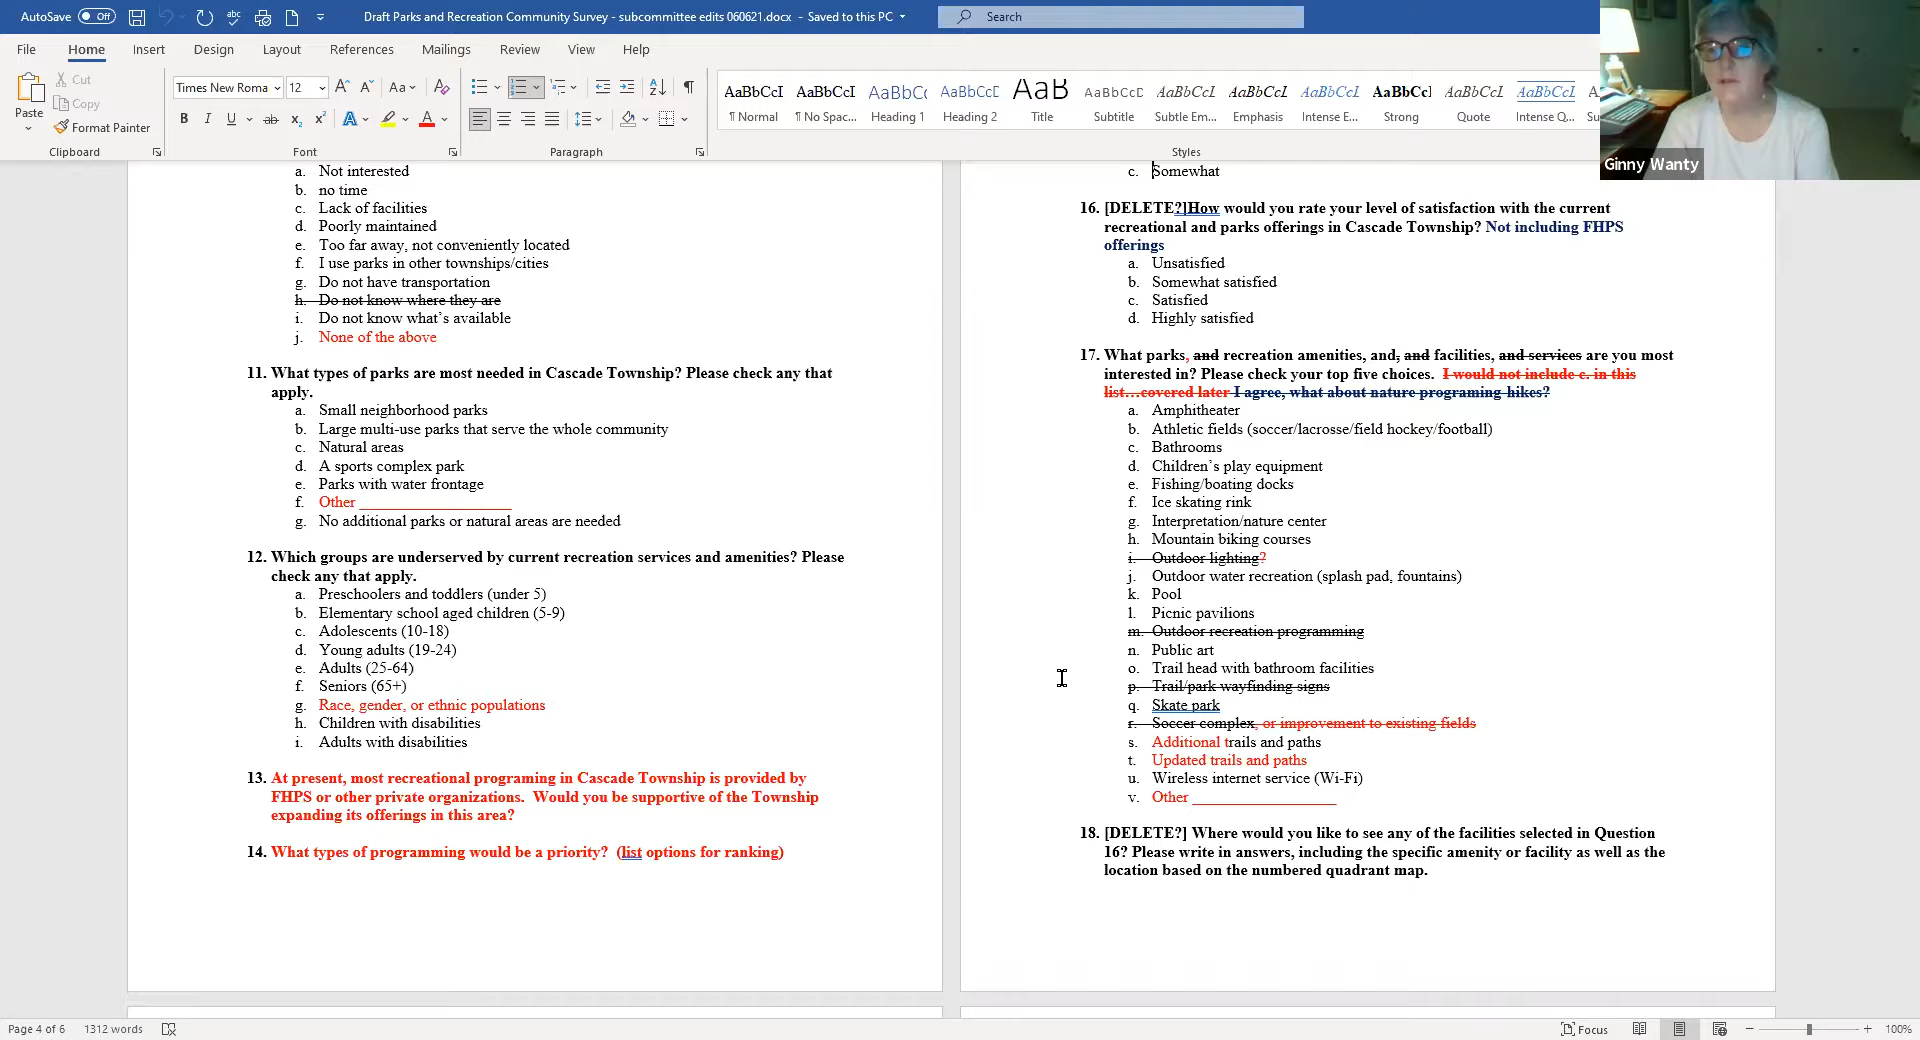 AutoSave Off Draft Parks and Recreation Community Survey - subcommittee edits 060621.docx - Saved to this PC Search
File Home Insert Design Layout References Mailings Review View Help
Paste Cut Copy Format Painter
Clipboard
Times New Roma 12
Font
Paragraph
AaBbCcI AaBbCcI AaBbCc AaBbCcD AaB AaBbCcD AaBbCcI AaBbCcI AaBbCcI AaBbCcI AaBbCcI AaBbCcI
¶ Normal ¶ No Spac... Heading 1 Heading 2 Title Subtitle Subtle Em... Emphasis Intense E... Strong Quote Intense Q...
Styles
Ginny Wanty
a. Not interested
b. no time
c. Lack of facilities
d. Poorly maintained
e. Too far away, not conveniently located
f. I use parks in other townships/cities
g. Do not have transportation
h. Do not know where they are
i. Do not know what's available
j. None of the above
11. What types of parks are most needed in Cascade Township? Please check any that
apply.
a. Small neighborhood parks
b. Large multi-use parks that serve the whole community
c. Natural areas
d. A sports complex park
e. Parks with water frontage
f. Other ____________________
g. No additional parks or natural areas are needed
12. Which groups are underserved by current recreation services and amenities? Please
check any that apply.
a. Preschoolers and toddlers (under 5)
b. Elementary school aged children (5-9)
c. Adolescents (10-18)
d. Young adults (19-24)
e. Adults (25-64)
f. Seniors (65+)
g. Race, gender, or ethnic populations
h. Children with disabilities
i. Adults with disabilities
13. At present, most recreational programing in Cascade Township is provided by
FHPS or other private organizations. Would you be supportive of the Township
expanding its offerings in this area?
14. What types of programming would be a priority? (list options for ranking)
c. Somewhat
16. [DELETE?]How would you rate your level of satisfaction with the current
recreational and parks offerings in Cascade Township? Not including FHPS
offerings
a. Unsatisfied
b. Somewhat satisfied
c. Satisfied
d. Highly satisfied
17. What parks, and recreation amenities, and, and facilities, and services are you most
interested in? Please check your top five choices. I would not include c. in this
list…covered later I agree, what about nature programing hikes?
a. Amphitheater
b. Athletic fields (soccer/lacrosse/field hockey/football)
c. Bathrooms
d. Children's play equipment
e. Fishing/boating docks
f. Ice skating rink
g. Interpretation/nature center
h. Mountain biking courses
i. Outdoor lighting?
j. Outdoor water recreation (splash pad, fountains)
k. Pool
l. Picnic pavilions
m. Outdoor recreation programming
n. Public art
o. Trail head with bathroom facilities
p. Trail/park wayfinding signs
q. Skate park
r. Soccer complex, or improvement to existing fields
s. Additional trails and paths
t. Updated trails and paths
u. Wireless internet service (Wi-Fi)
v. Other ___________________
18. [DELETE?] Where would you like to see any of the facilities selected in Question
16? Please write in answers, including the specific amenity or facility as well as the
location based on the numbered quadrant map.
Page 4 of 6 1312 words Focus 100%